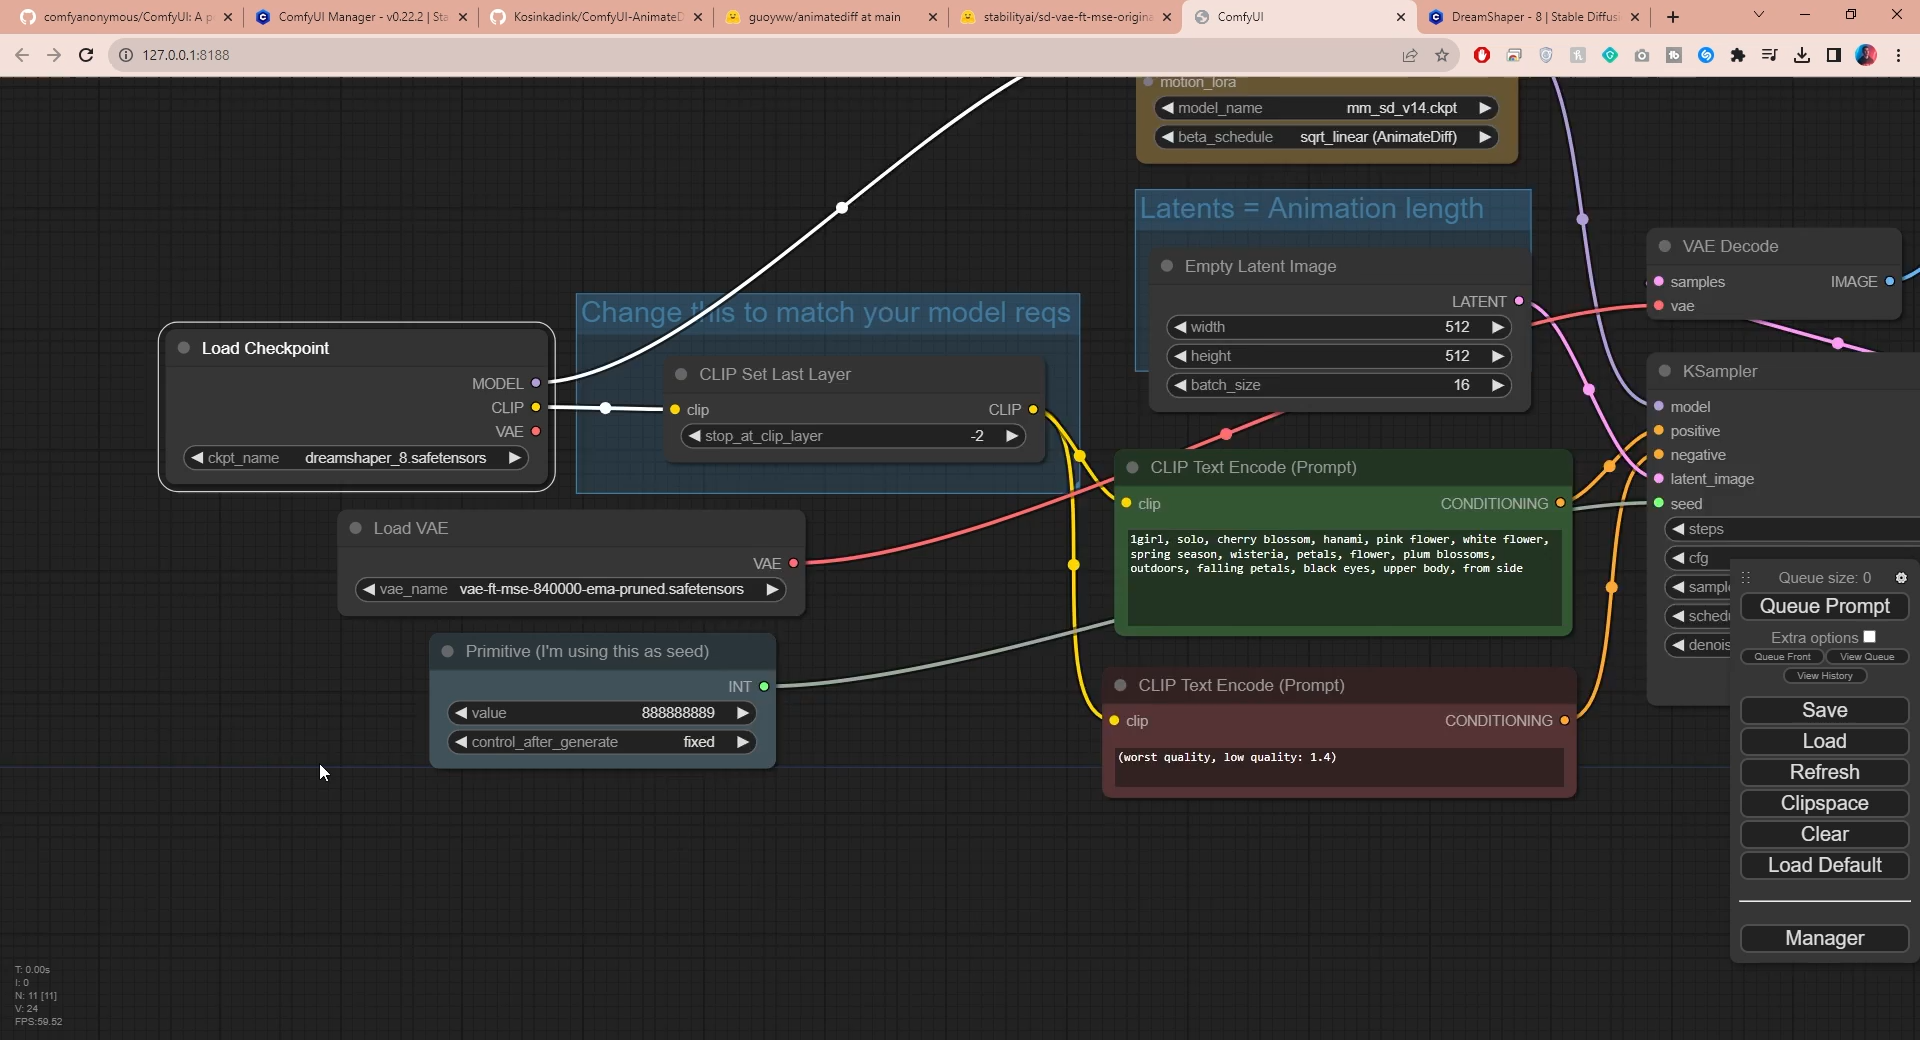 comfyanonymous/ComfyUI: A p
ComfyUI Manager - v0.22.2 | Sta
Kosinkadink/ComfyUI-AnimateD
guoyww/animatediff at main
stabilityai/sd-vae-ft-mse-origina
ComfyUI
DreamShaper - 8 | Stable Diffus
127.0.0.1:8188
motion_lora
model_name mm_sd_v14.ckpt
beta_schedule sqrt_linear (AnimateDiff)
Latents = Animation length
Empty Latent Image
LATENT
width 512
height 512
batch_size 16
VAE Decode
samples IMAGE
vae
Change this to match your model reqs
Load Checkpoint
MODEL
CLIP
VAE
ckpt_name dreamshaper_8.safetensors
CLIP Set Last Layer
clip CLIP
stop_at_clip_layer -2
KSampler
model
positive
negative
latent_image
seed
steps
cfg
sample
schedu
denois
Load VAE
VAE
vae_name vae-ft-mse-840000-ema-pruned.safetensors
CLIP Text Encode (Prompt)
clip CONDITIONING
1girl, solo, cherry blossom, hanami, pink flower, white flower,
spring season, wisteria, petals, flower, plum blossoms,
outdoors, falling petals, black eyes, upper body, from side
Primitive (I'm using this as seed)
INT
value 888888889
control_after_generate fixed
CLIP Text Encode (Prompt)
clip CONDITIONING
(worst quality, low quality: 1.4)
Queue size: 0
Queue Prompt
Extra options
Queue Front View Queue
View History
Save
Load
Refresh
Clipspace
Clear
Load Default
Manager
T: 0.00s
I: 0
N: 11 [11]
V: 24
FPS:59.52